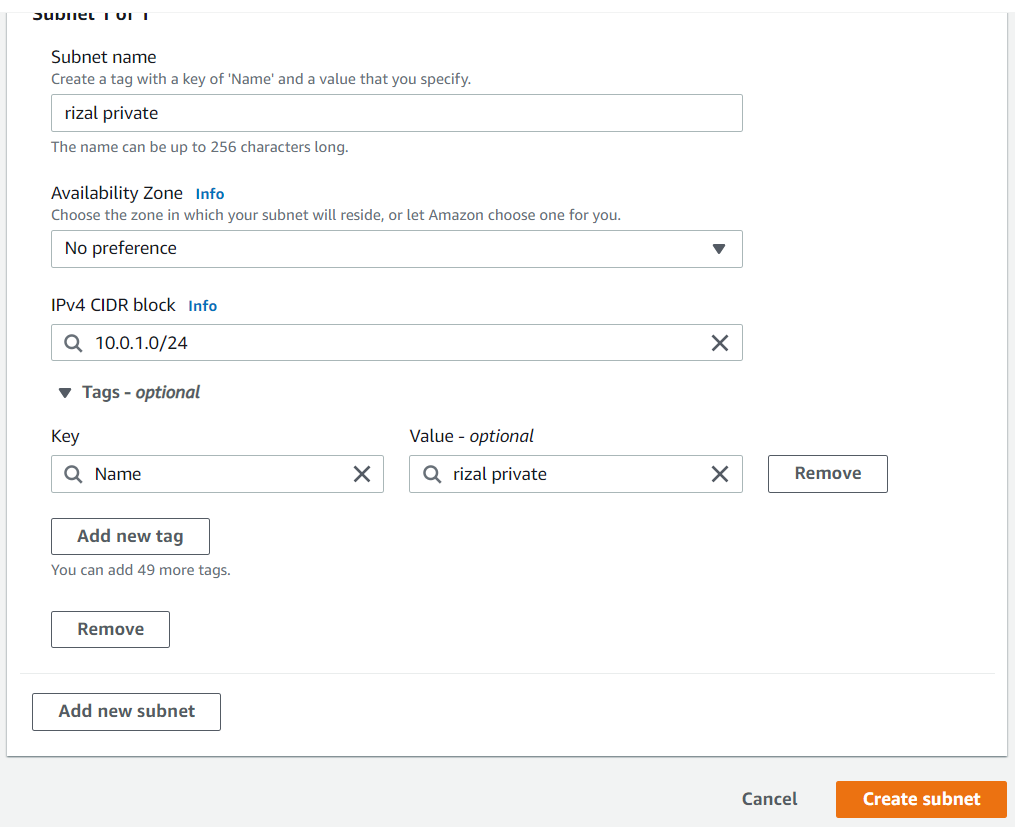 Subnet 1 of 1
Subnet name
Create a tag with a key of 'Name' and a value that you specify.
rizal private
The name can be up to 256 characters long.
Availability Zone Info
Choose the zone in which your subnet will reside, or let Amazon choose one for you.
No preference
IPv4 CIDR block Info
10.0.1.0/24
Tags - optional
Key Value - optional
Name rizal private Remove
Add new tag
You can add 49 more tags.
Remove
Add new subnet
Cancel Create subnet